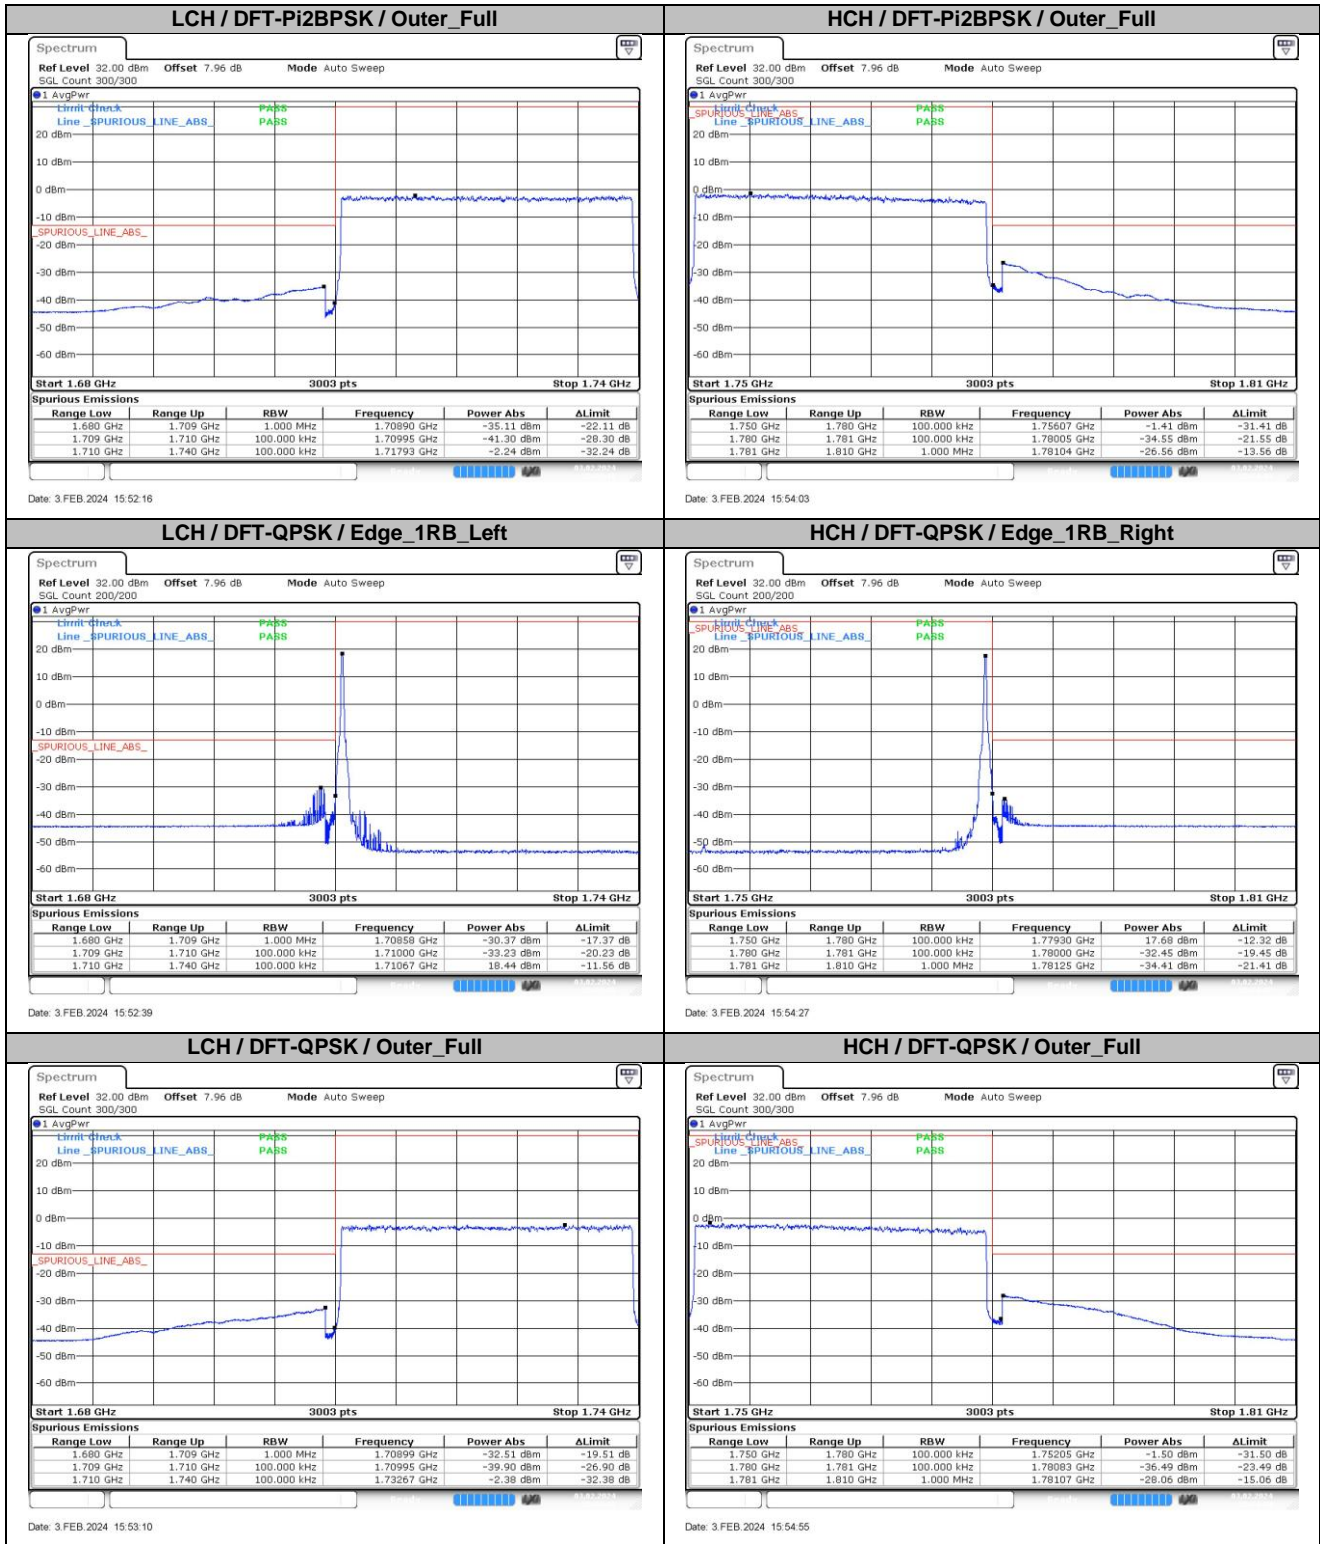 LCH / DFT-Pi2BPSK / Outer_Full
Spectrum
Ref Level 32.00 dBm Offset 7.96 dB Mode Auto Sweep
SGL Count 300/300
1 AvgPwr
Limit Check PASS
Line _SPURIOUS_LINE_ABS_ PASS
20 dBm
10 dBm
0 dBm
-10 dBm
_SPURIOUS_LINE_ABS_
-20 dBm
-30 dBm
-40 dBm
-50 dBm
-60 dBm
Start 1.68 GHz 3003 pts Stop 1.74 GHz
Spurious Emissions
Range Low Range Up RBW Frequency Power Abs ΔLimit
1.680 GHz 1.709 GHz 1.000 MHz 1.70890 GHz -35.11 dBm -22.11 dB
1.709 GHz 1.710 GHz 100.000 kHz 1.70995 GHz -41.30 dBm -28.30 dB
1.710 GHz 1.740 GHz 100.000 kHz 1.71793 GHz -2.24 dBm -32.24 dB
Date: 3.FEB.2024 15:52:16
HCH / DFT-Pi2BPSK / Outer_Full
Spectrum
Ref Level 32.00 dBm Offset 7.96 dB Mode Auto Sweep
SGL Count 300/300
1 AvgPwr
Limit Check PASS
_SPURIOUS_LINE_ABS_
Line _SPURIOUS_LINE_ABS_ PASS
20 dBm
10 dBm
0 dBm
-10 dBm
-20 dBm
-30 dBm
-40 dBm
-50 dBm
-60 dBm
Start 1.75 GHz 3003 pts Stop 1.81 GHz
Spurious Emissions
Range Low Range Up RBW Frequency Power Abs ΔLimit
1.750 GHz 1.780 GHz 100.000 kHz 1.75607 GHz -1.41 dBm -31.41 dB
1.780 GHz 1.781 GHz 100.000 kHz 1.78005 GHz -34.55 dBm -21.55 dB
1.781 GHz 1.810 GHz 1.000 MHz 1.78104 GHz -26.56 dBm -13.56 dB
Date: 3.FEB.2024 15:54:03
LCH / DFT-QPSK / Edge_1RB_Left
Spectrum
Ref Level 32.00 dBm Offset 7.96 dB Mode Auto Sweep
SGL Count 200/200
1 AvgPwr
Limit Check PASS
Line _SPURIOUS_LINE_ABS_ PASS
20 dBm
10 dBm
0 dBm
-10 dBm
_SPURIOUS_LINE_ABS_
-20 dBm
-30 dBm
-40 dBm
-50 dBm
-60 dBm
Start 1.68 GHz 3003 pts Stop 1.74 GHz
Spurious Emissions
Range Low Range Up RBW Frequency Power Abs ΔLimit
1.680 GHz 1.709 GHz 1.000 MHz 1.70858 GHz -30.37 dBm -17.37 dB
1.709 GHz 1.710 GHz 100.000 kHz 1.71000 GHz -33.23 dBm -20.23 dB
1.710 GHz 1.740 GHz 100.000 kHz 1.71067 GHz 18.44 dBm -11.56 dB
Date: 3.FEB.2024 15:52:39
HCH / DFT-QPSK / Edge_1RB_Right
Spectrum
Ref Level 32.00 dBm Offset 7.96 dB Mode Auto Sweep
SGL Count 200/200
1 AvgPwr
Limit Check PASS
_SPURIOUS_LINE_ABS_
Line _SPURIOUS_LINE_ABS_ PASS
20 dBm
10 dBm
0 dBm
-10 dBm
-20 dBm
-30 dBm
-40 dBm
-50 dBm
-60 dBm
Start 1.75 GHz 3003 pts Stop 1.81 GHz
Spurious Emissions
Range Low Range Up RBW Frequency Power Abs ΔLimit
1.750 GHz 1.780 GHz 100.000 kHz 1.77930 GHz 17.68 dBm -12.32 dB
1.780 GHz 1.781 GHz 100.000 kHz 1.78000 GHz -32.45 dBm -19.45 dB
1.781 GHz 1.810 GHz 1.000 MHz 1.78125 GHz -34.41 dBm -21.41 dB
Date: 3.FEB.2024 15:54:27
LCH / DFT-QPSK / Outer_Full
Spectrum
Ref Level 32.00 dBm Offset 7.96 dB Mode Auto Sweep
SGL Count 300/300
1 AvgPwr
Limit Check PASS
Line _SPURIOUS_LINE_ABS_ PASS
20 dBm
10 dBm
0 dBm
-10 dBm
_SPURIOUS_LINE_ABS_
-20 dBm
-30 dBm
-40 dBm
-50 dBm
-60 dBm
Start 1.68 GHz 3003 pts Stop 1.74 GHz
Spurious Emissions
Range Low Range Up RBW Frequency Power Abs ΔLimit
1.680 GHz 1.709 GHz 1.000 MHz 1.70899 GHz -32.51 dBm -19.51 dB
1.709 GHz 1.710 GHz 100.000 kHz 1.70995 GHz -39.90 dBm -26.90 dB
1.710 GHz 1.740 GHz 100.000 kHz 1.73267 GHz -2.38 dBm -32.38 dB
Date: 3.FEB.2024 15:53:10
HCH / DFT-QPSK / Outer_Full
Spectrum
Ref Level 32.00 dBm Offset 7.96 dB Mode Auto Sweep
SGL Count 300/300
1 AvgPwr
Limit Check PASS
_SPURIOUS_LINE_ABS_
Line _SPURIOUS_LINE_ABS_ PASS
20 dBm
10 dBm
0 dBm
-10 dBm
-20 dBm
-30 dBm
-40 dBm
-50 dBm
-60 dBm
Start 1.75 GHz 3003 pts Stop 1.81 GHz
Spurious Emissions
Range Low Range Up RBW Frequency Power Abs ΔLimit
1.750 GHz 1.780 GHz 100.000 kHz 1.75205 GHz -1.50 dBm -31.50 dB
1.780 GHz 1.781 GHz 100.000 kHz 1.78083 GHz -36.49 dBm -23.49 dB
1.781 GHz 1.810 GHz 1.000 MHz 1.78107 GHz -28.06 dBm -15.06 dB
Date: 3.FEB.2024 15:54:55